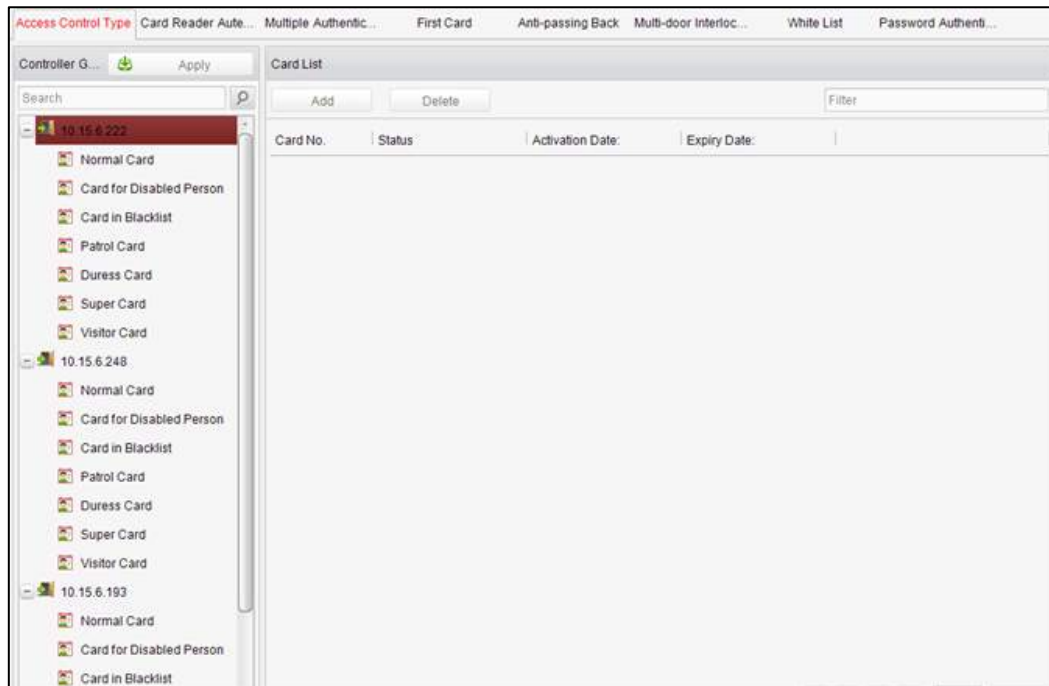 Access Control Type Card Reader Aute... Multiple Authentic... First Card Anti-passing Back Multi-door Interloc... White List Password Authenti...
Controller G... Apply
Search
10.15.6.222
Normal Card
Card for Disabled Person
Card in Blacklist
Patrol Card
Duress Card
Super Card
Visitor Card
10.15.6.248
Normal Card
Card for Disabled Person
Card in Blacklist
Patrol Card
Duress Card
Super Card
Visitor Card
10.15.6.193
Normal Card
Card for Disabled Person
Card in Blacklist
Card List
Add Delete Filter
Card No. Status Activation Date: Expiry Date: